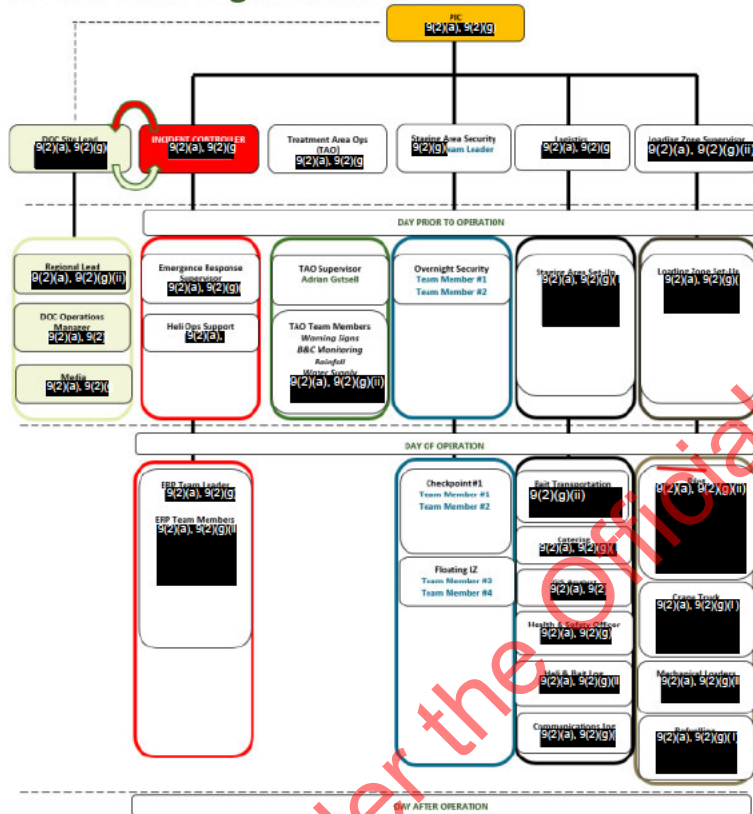 PIC
9(2)(a), 9(2)(g)
DOC Site Lead
9(2)(a), 9(2)(g)
INCIDENT CONTROLLER
9(2)(a), 9(2)(g
Treatment Area Ops
(TAO)
9(2)(a), 9(2)(g
Staging Area Security
9(2)(g) Team Leader
Logistics
9(2)(a), 9(2)(g
Loading Zone Supervisor
9(2)(a), 9(2)(g)(ii)
DAY PRIOR TO OPERATION
Regional Lead
9(2)(a), 9(2)(g)(ii)
DOC Operations
Manager
9(2)(a), 9(2)
Media
9(2)(a), 9(2)(
Emergence Response
Supervisor
9(2)(a), 9(2)(g)(
Heli Ops Support
9(2)(a),
TAO Supervisor
Adrian Gutsell
TAO Team Members
Warning Signs
B&C Monitoring
Rainfall
Water Supply
9(2)(a), 9(2)(g)(ii)
Overnight Security
Team Member #1
Team Member #2
Staging Area Set-Up
9(2)(a), 9(2)(g)(
Loading Zone Set-Up
9(2)(a), 9(2)(g)(
DAY OF OPERATION
ERP Team Leader
9(2)(a), 9(2)(g)
ERP Team Members
9(2)(a), 9(2)(g)(ii
Checkpoint #1
Team Member #1
Team Member #2
Floating IZ
Team Member #3
Team Member #4
Bait Transportation
9(2)(g)(ii)
Catering
9(2)(a), 9(2)(g)(
9(2)(a), 9(2)
Health & Safety Officer
9(2)(a), 9(2)(g)
Heli & Bait Log
9(2)(a), 9(2)(g)(ii
Communications Log
9(2)(a), 9(2)(g)(
9(2)(a), 9(2)(g)(ii)
Crane Truck
9(2)(a), 9(2)(g)(i)
Mechanical Loaders
9(2)(a), 9(2)(g)(ii
Refuelling
9(2)(a), 9(2)(g)(i)
DAY AFTER OPERATION
der the Official